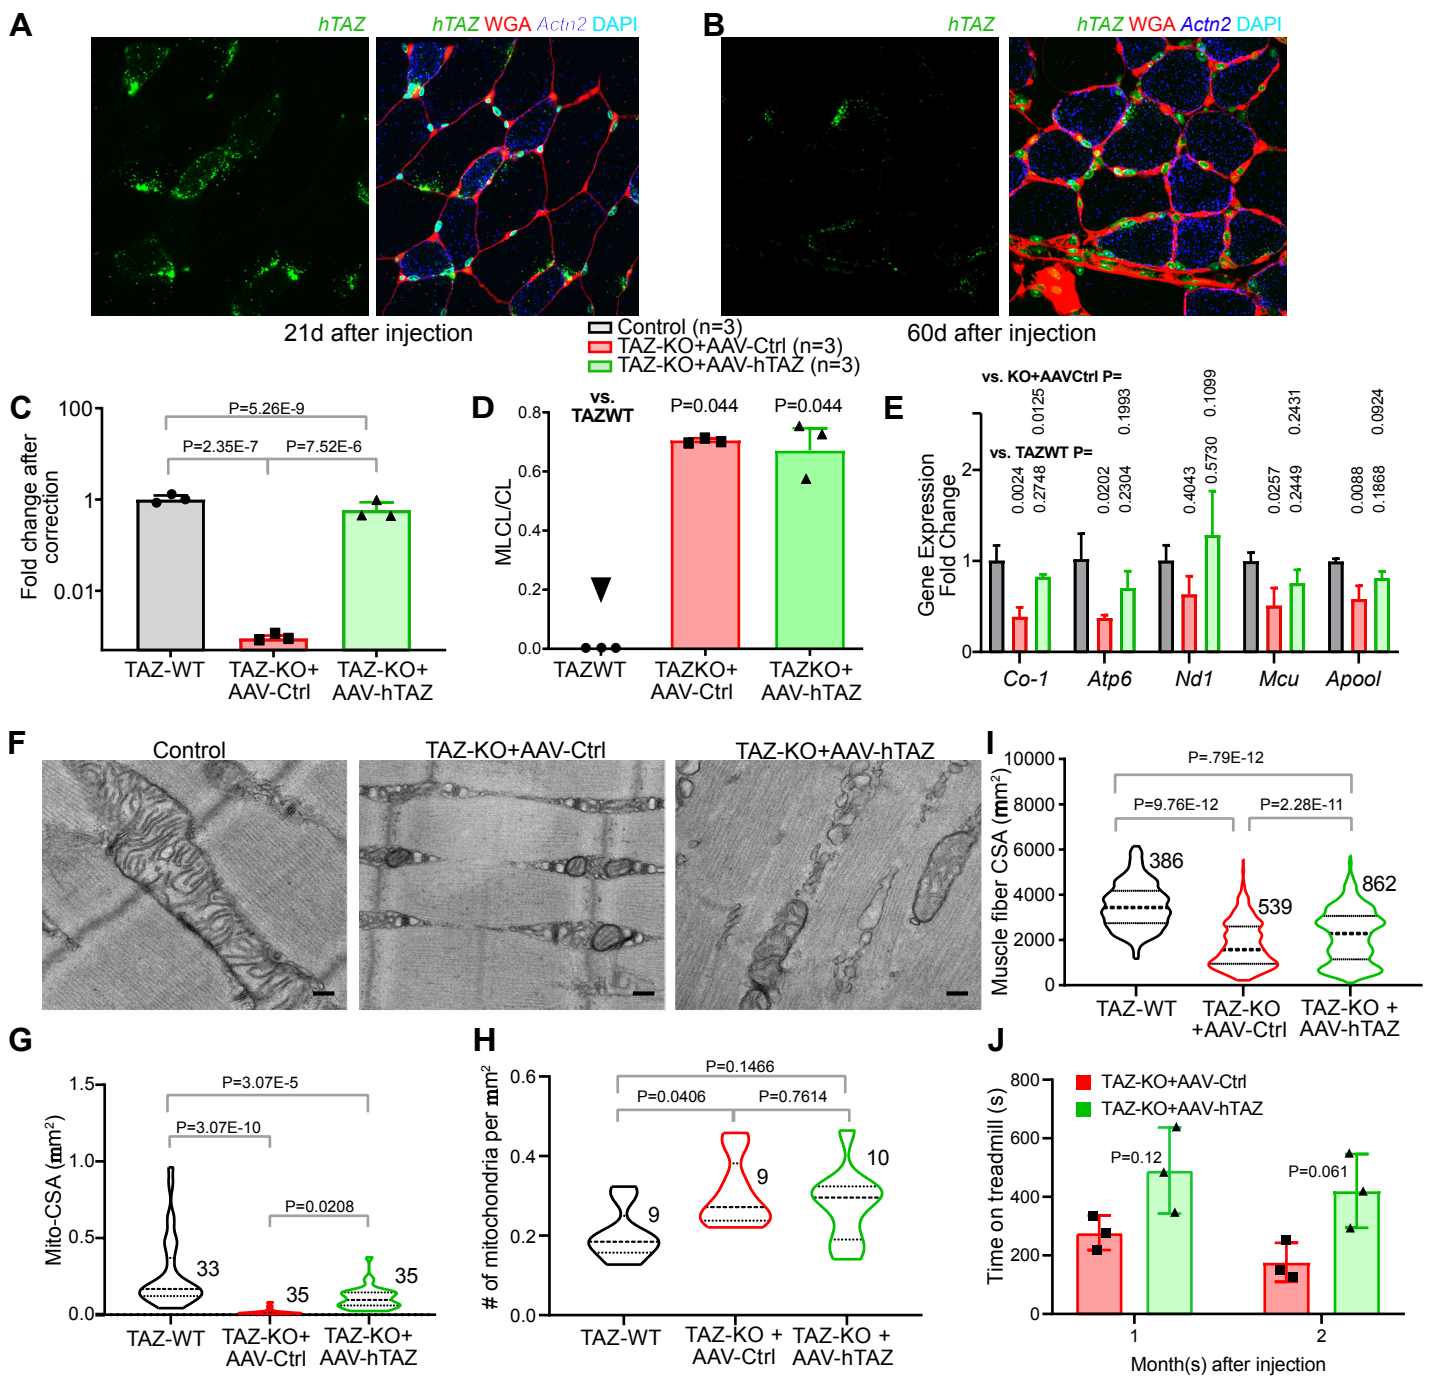 A
hTAZ
hTAZ WGA Actn2 DAPI
B
hTAZ
hTAZ WGA Actn2 DAPI
21d after injection
60d after injection
Control (n=3)
TAZ-KO+AAV-Ctrl (n=3)
TAZ-KO+AAV-hTAZ (n=3)
C
Fold change after
correction
100
1
0.01
P=5.26E-9
P=2.35E-7
P=7.52E-6
TAZ-WT
TAZ-KO+
AAV-Ctrl
TAZ-KO+
AAV-hTAZ
D
MLCL/CL
0.8
0.6
0.4
0.2
0.0
vs.
TAZWT
P=0.044
P=0.044
TAZWT
TAZKO+
AAV-Ctrl
TAZKO+
AAV-hTAZ
E
Gene Expression
Fold Change
2
1
0
vs. KO+AAVCtrl P=
0.0125
0.1993
0.1099
0.2431
0.0924
vs. TAZWT P=
0.0024
0.2748
0.0202
0.2304
0.4043
0.5730
0.0257
0.2449
0.0088
0.1868
Co-1
Atp6
Nd1
Mcu
Apool
F
Control
TAZ-KO+AAV-Ctrl
TAZ-KO+AAV-hTAZ
G
Mito-CSA (mm²)
1.5
1.0
0.5
0.0
P=3.07E-5
P=3.07E-10
P=0.0208
33
35
35
TAZ-WT
TAZ-KO+
AAV-Ctrl
TAZ-KO+
AAV-hTAZ
H
# of mitochondria per mm²
0.6
0.4
0.2
0.0
P=0.1466
P=0.0406
P=0.7614
9
9
10
TAZ-WT
TAZ-KO +
AAV-Ctrl
TAZ-KO +
AAV-hTAZ
I
Muscle fiber CSA (mm²)
10000
8000
6000
4000
2000
0
P=.79E-12
P=9.76E-12
P=2.28E-11
386
539
862
TAZ-WT
TAZ-KO
+AAV-Ctrl
TAZ-KO +
AAV-hTAZ
J
Time on treadmill (s)
800
600
400
200
0
TAZ-KO+AAV-Ctrl
TAZ-KO+AAV-hTAZ
P=0.12
P=0.061
1
2
Month(s) after injection